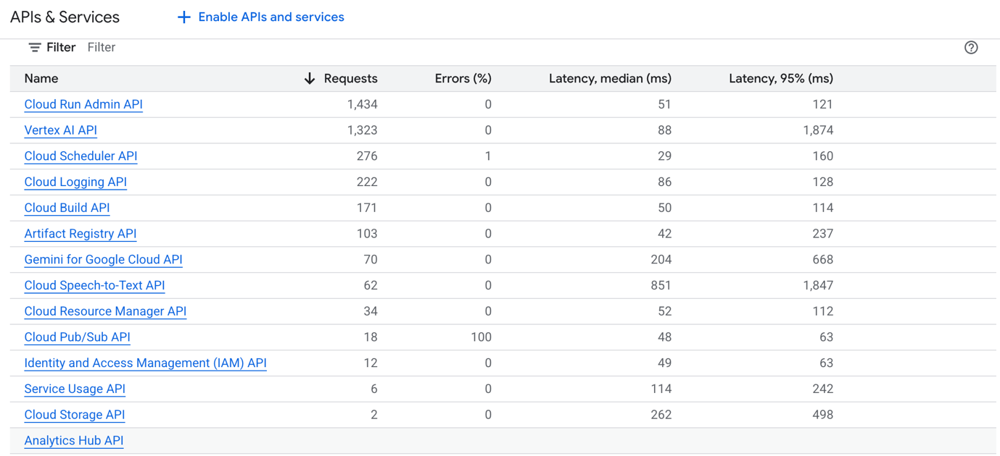 APIs & Services + Enable APIs and services
Filter Filter
Name Requests Errors (%) Latency, median (ms) Latency, 95% (ms)
Cloud Run Admin API 1,434 0 51 121
Vertex AI API 1,323 0 88 1,874
Cloud Scheduler API 276 1 29 160
Cloud Logging API 222 0 86 128
Cloud Build API 171 0 50 114
Artifact Registry API 103 0 42 237
Gemini for Google Cloud API 70 0 204 668
Cloud Speech-to-Text API 62 0 851 1,847
Cloud Resource Manager API 34 0 52 112
Cloud Pub/Sub API 18 100 48 63
Identity and Access Management (IAM) API 12 0 49 63
Service Usage API 6 0 114 242
Cloud Storage API 2 0 262 498
Analytics Hub API